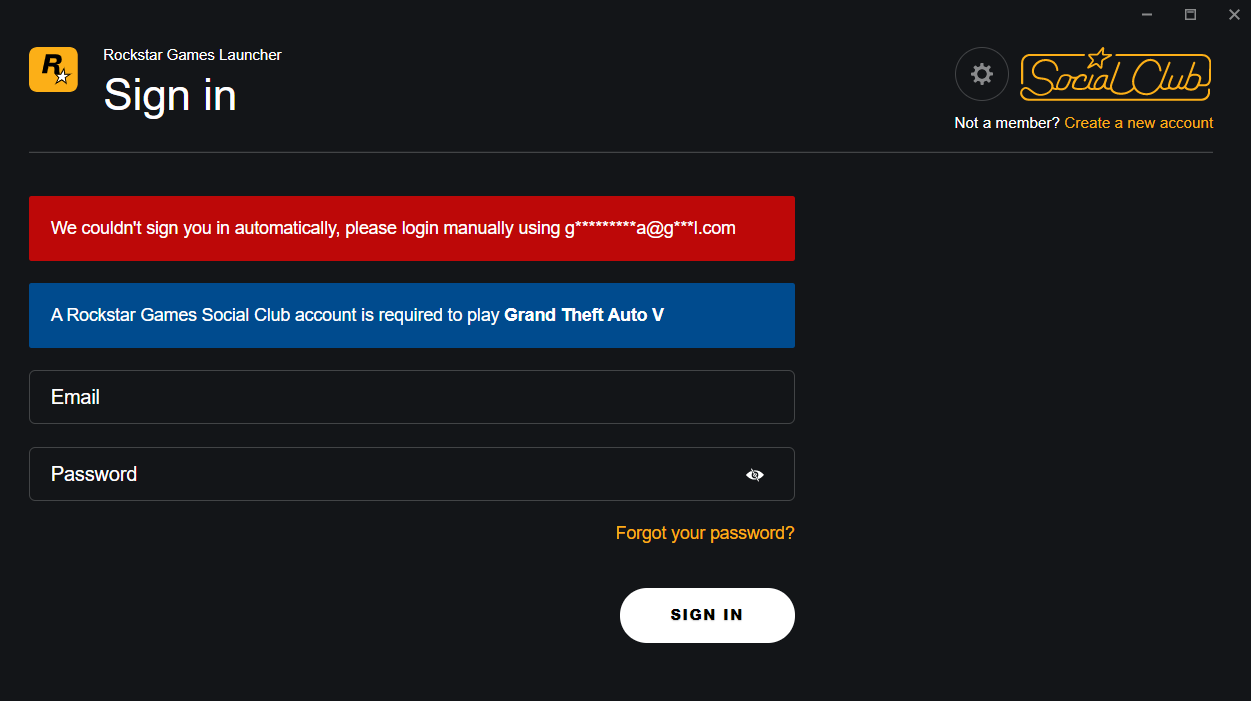 Rockstar Games Launcher
Sign in
Social Club
Not a member? Create a new account
We couldn't sign you in automatically, please login manually using g*********a@g***l.com
A Rockstar Games Social Club account is required to play Grand Theft Auto V
Email
Password
Forgot your password?
SIGN IN